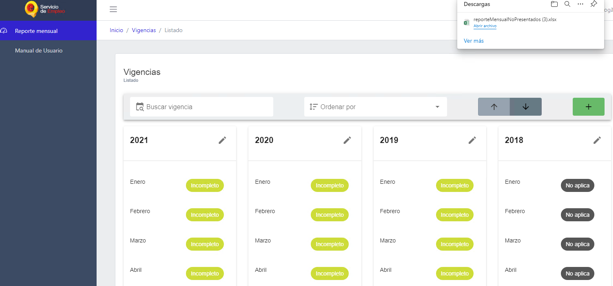 Servicio
Descargas
reporteMensualNoPresentados (3).xlsx
Abrir archivo
Ver más
Reporte mensual
Manual de Usuario
Inicio / Vigencias / Listado
Vigencias
Listado
Buscar vigencia
Ordenar por
2021 2020 2019 2018
Enero Incompleto Enero Incompleto Enero Incompleto Enero No aplica
Febrero Incompleto Febrero Incompleto Febrero Incompleto Febrero No aplica
Marzo Incompleto Marzo Incompleto Marzo Incompleto Marzo No aplica
Abril Incompleto Abril Incompleto Abril Incompleto Abril No aplica